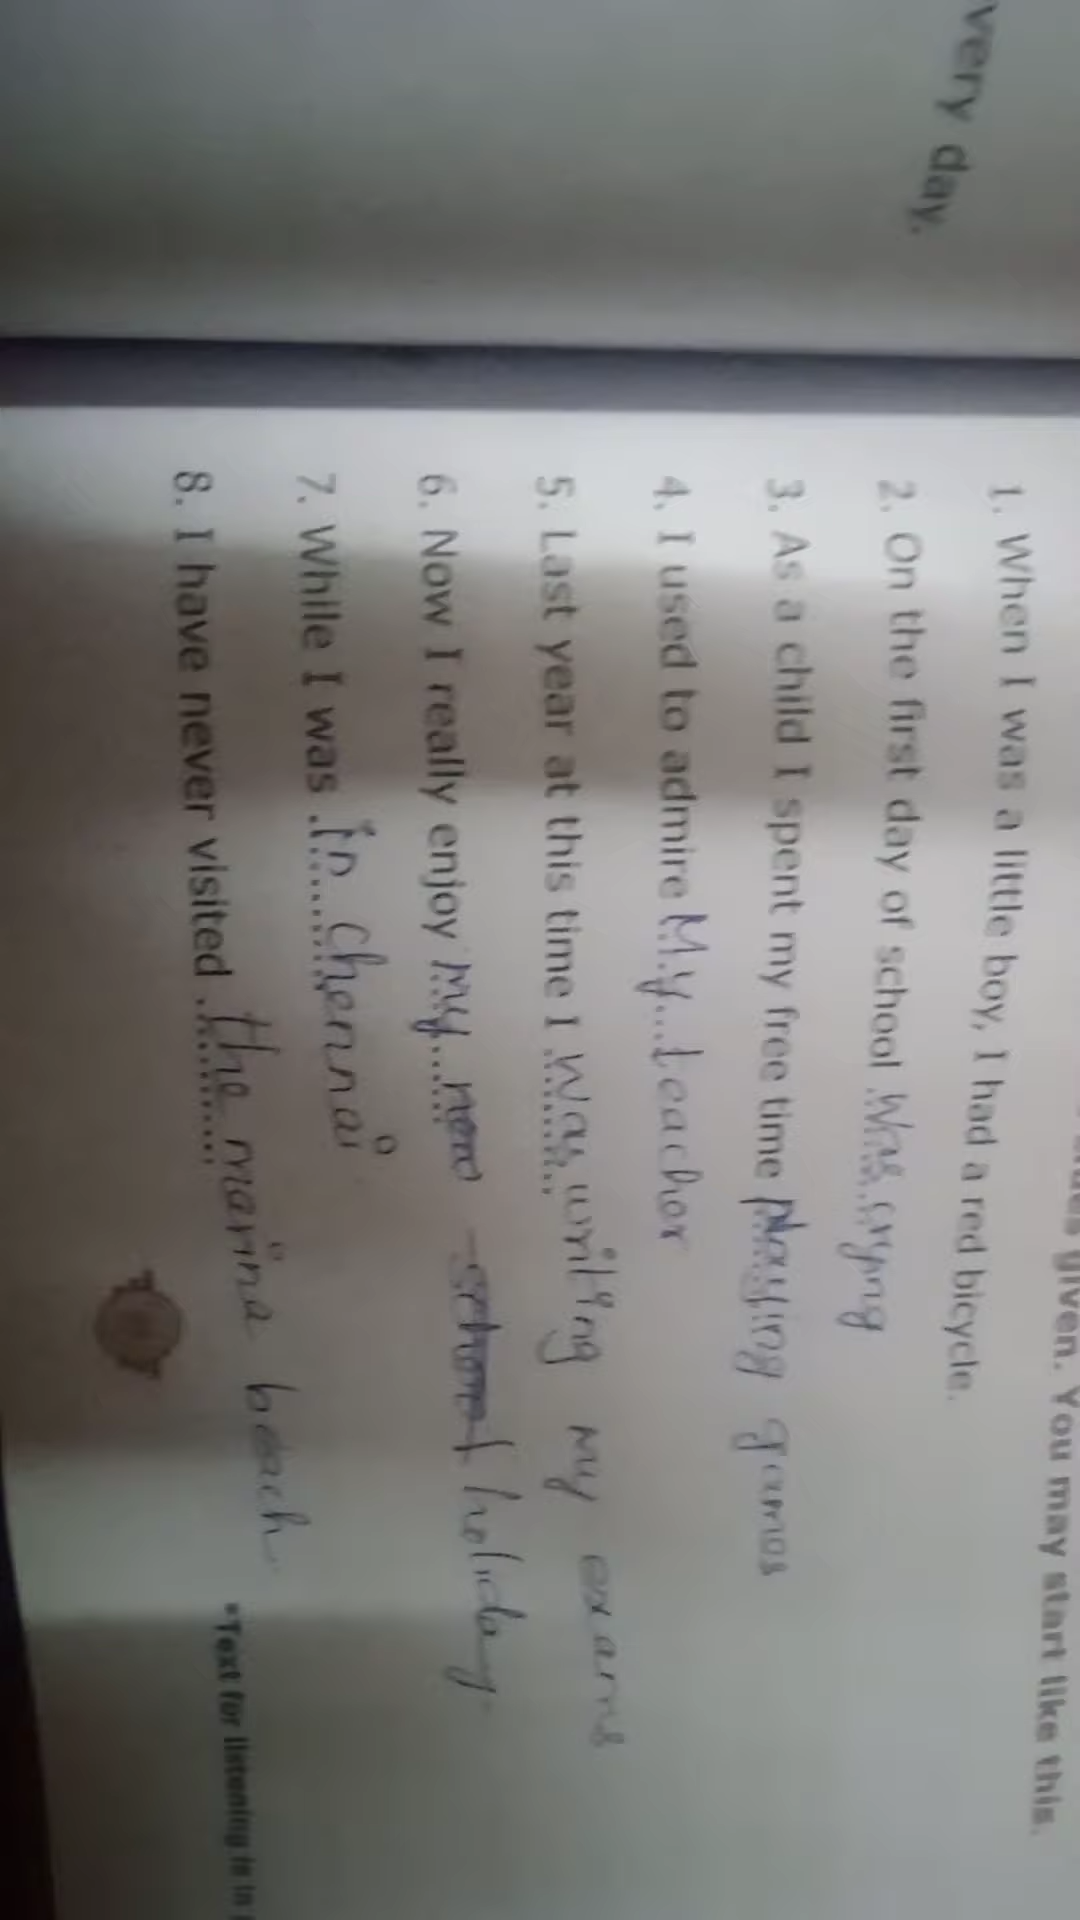 very day.
given. You may start like this.
1. When I was a little boy, I had a red bicycle.
2. On the first day of school Was crying
3. As a child I spent my free time playing games
4. I used to admire My teacher
5. Last year at this time I was writing my exams
6. Now I really enjoy my holiday.
7. While I was in chennai
8. I have never visited the marina beach
*Text for listening is in